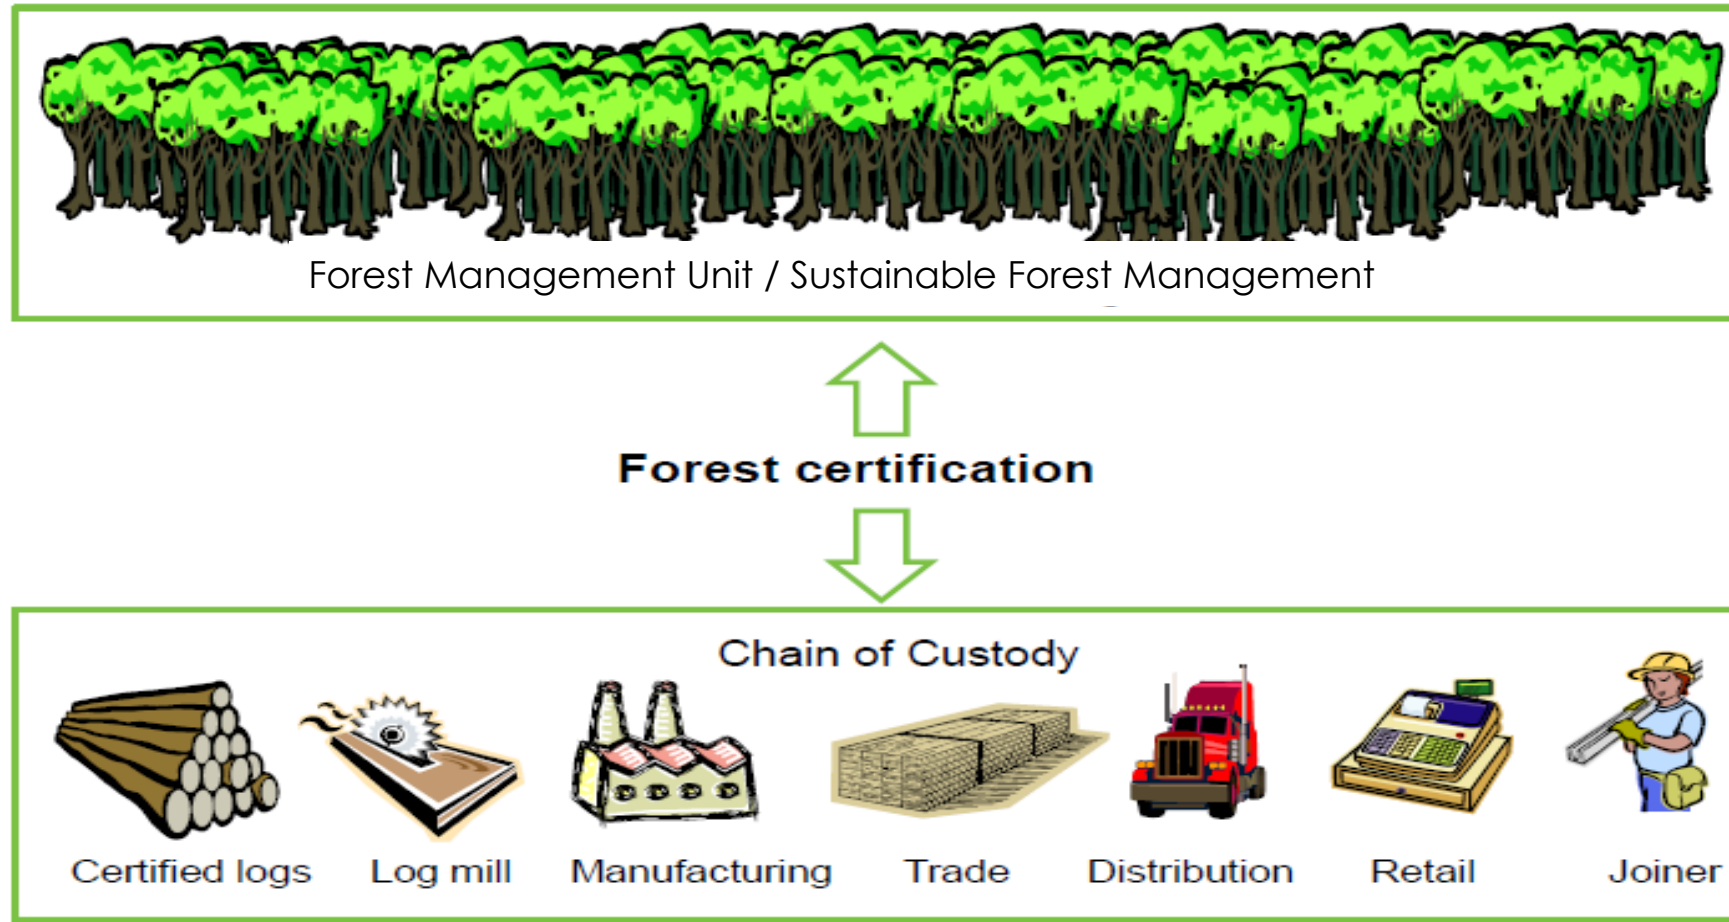 Forest Management Unit / Sustainable Forest Management
Forest certification
Chain of Custody
Certified logs Log mill Manufacturing Trade Distribution Retail Joiner